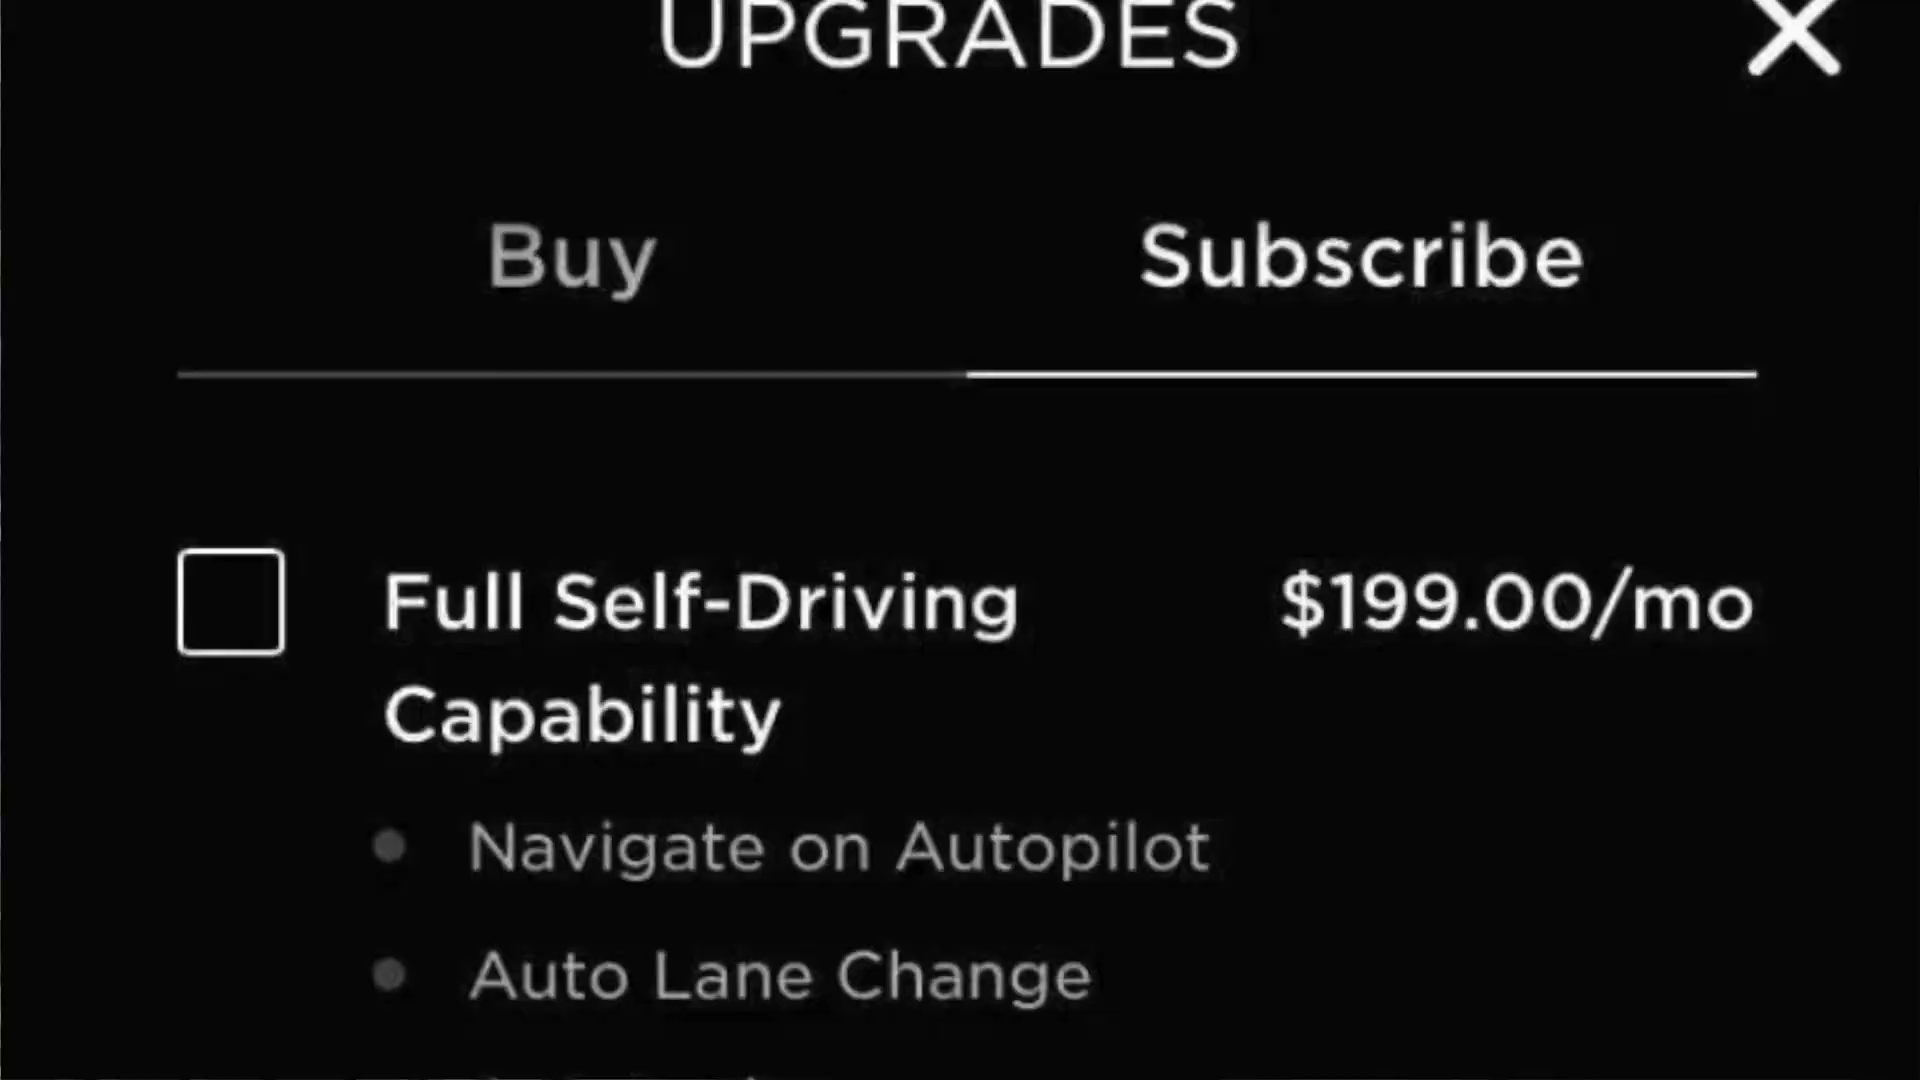 UPGRADES
Buy Subscribe
Full Self-Driving $199.00/mo
Capability
Navigate on Autopilot
Auto Lane Change